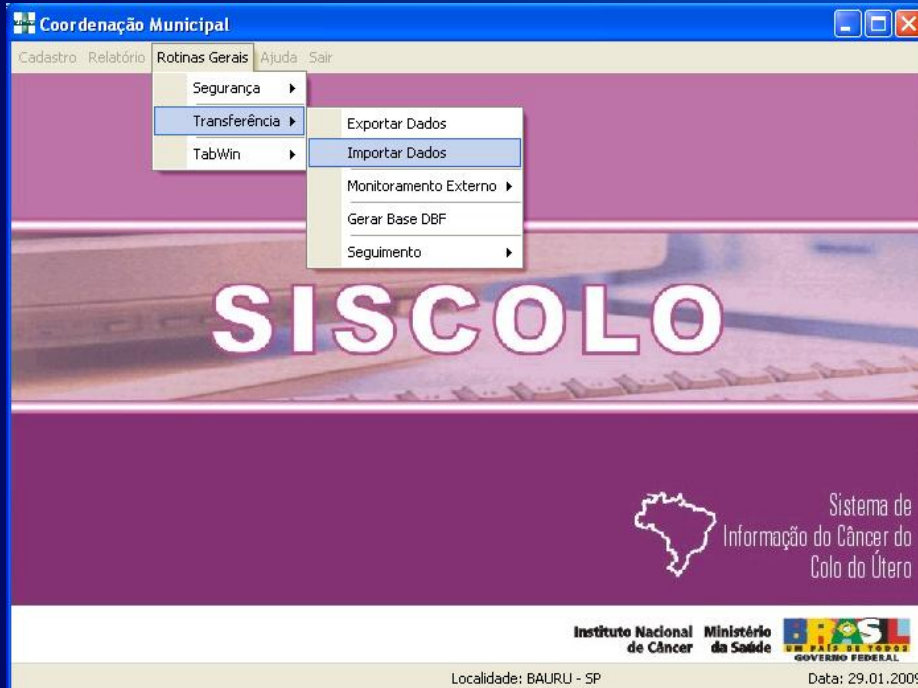 Coordenação Municipal
Cadastro Relatório Rotinas Gerais Ajuda Sair
Segurança
Transferência
TabWin
Exportar Dados
Importar Dados
Monitoramento Externo
Gerar Base DBF
Seguimento
SISCOLO
Sistema de
Informação do Câncer do
Colo do Útero
Instituto Nacional
de Câncer
Ministério
da Saúde
BRASIL
UM PAÍS DE TODOS
GOVERNO FEDERAL
Localidade: BAURU - SP
Data: 29.01.2009